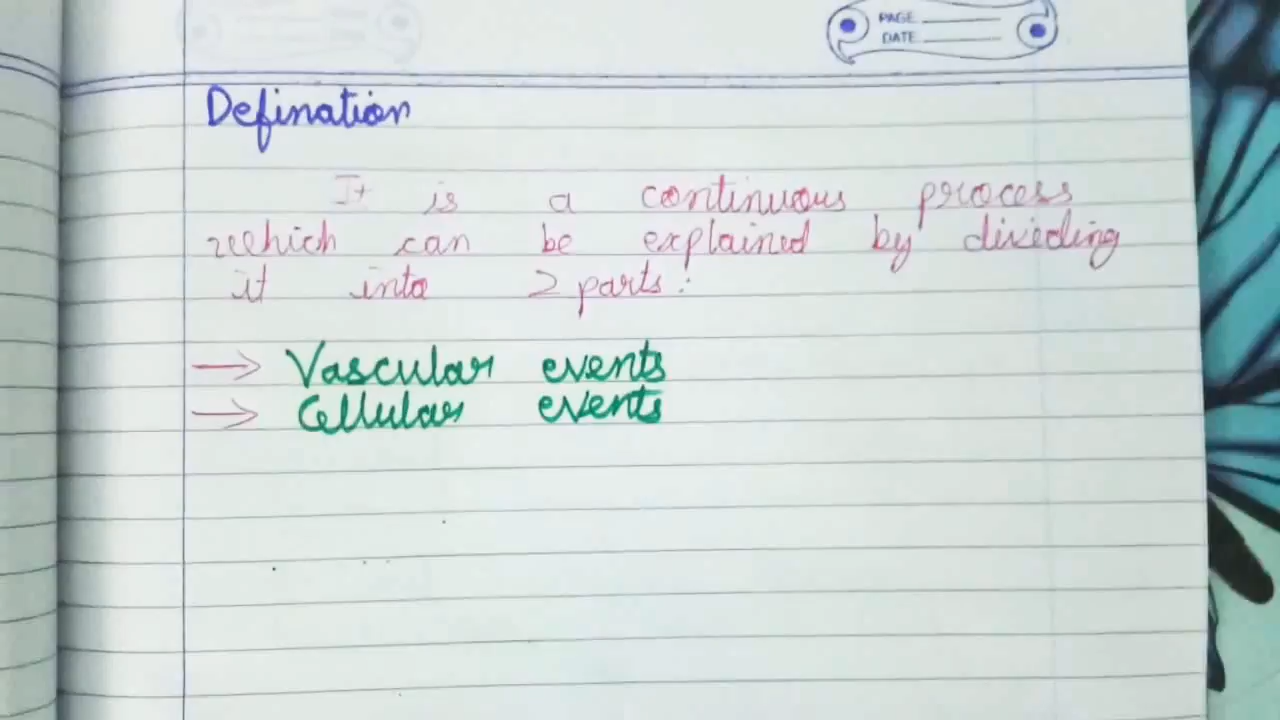 PAGE
DATE
Defination
It is a continuous process
which can be explained by dividing
it into 2 parts:
→ Vascular events
→ Cellular events